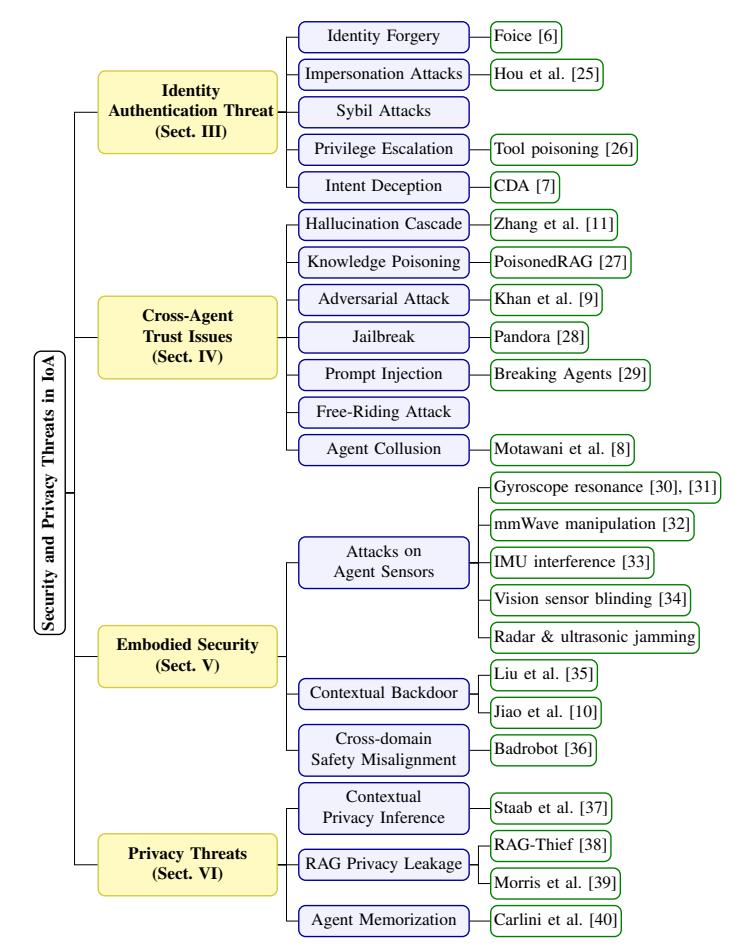 Security and Privacy Threats in IoA
Identity
Authentication Threat
(Sect. III)
Identity Forgery
Foice [6]
Impersonation Attacks
Hou et al. [25]
Sybil Attacks
Privilege Escalation
Tool poisoning [26]
Intent Deception
CDA [7]
Cross-Agent
Trust Issues
(Sect. IV)
Hallucination Cascade
Zhang et al. [11]
Knowledge Poisoning
PoisonedRAG [27]
Adversarial Attack
Khan et al. [9]
Jailbreak
Pandora [28]
Prompt Injection
Breaking Agents [29]
Free-Riding Attack
Agent Collusion
Motawani et al. [8]
Embodied Security
(Sect. V)
Attacks on
Agent Sensors
Gyroscope resonance [30], [31]
mmWave manipulation [32]
IMU interference [33]
Vision sensor blinding [34]
Radar & ultrasonic jamming
Contextual Backdoor
Liu et al. [35]
Jiao et al. [10]
Cross-domain
Safety Misalignment
Badrobot [36]
Privacy Threats
(Sect. VI)
Contextual
Privacy Inference
Staab et al. [37]
RAG Privacy Leakage
RAG-Thief [38]
Morris et al. [39]
Agent Memorization
Carlini et al. [40]